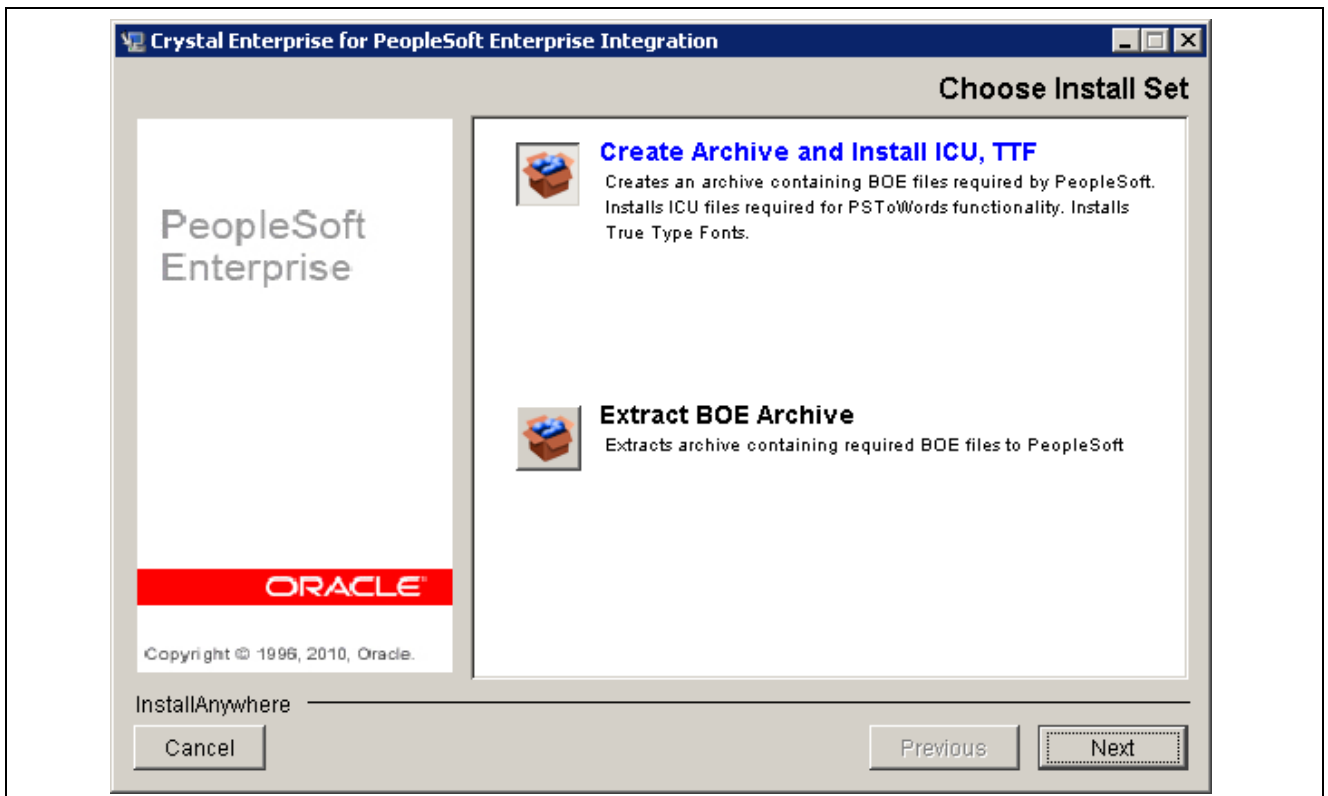 Crystal Enterprise for PeopleSoft Enterprise Integration
Choose Install Set
PeopleSoft
Enterprise
ORACLE
Copyright © 1996, 2010, Oracle.
Create Archive and Install ICU, TTF
Creates an archive containing BOE files required by PeopleSoft.
Installs ICU files required for PSToWords functionality. Installs
True Type Fonts.
Extract BOE Archive
Extracts archive containing required BOE files to PeopleSoft
InstallAnywhere
Cancel
Previous
Next